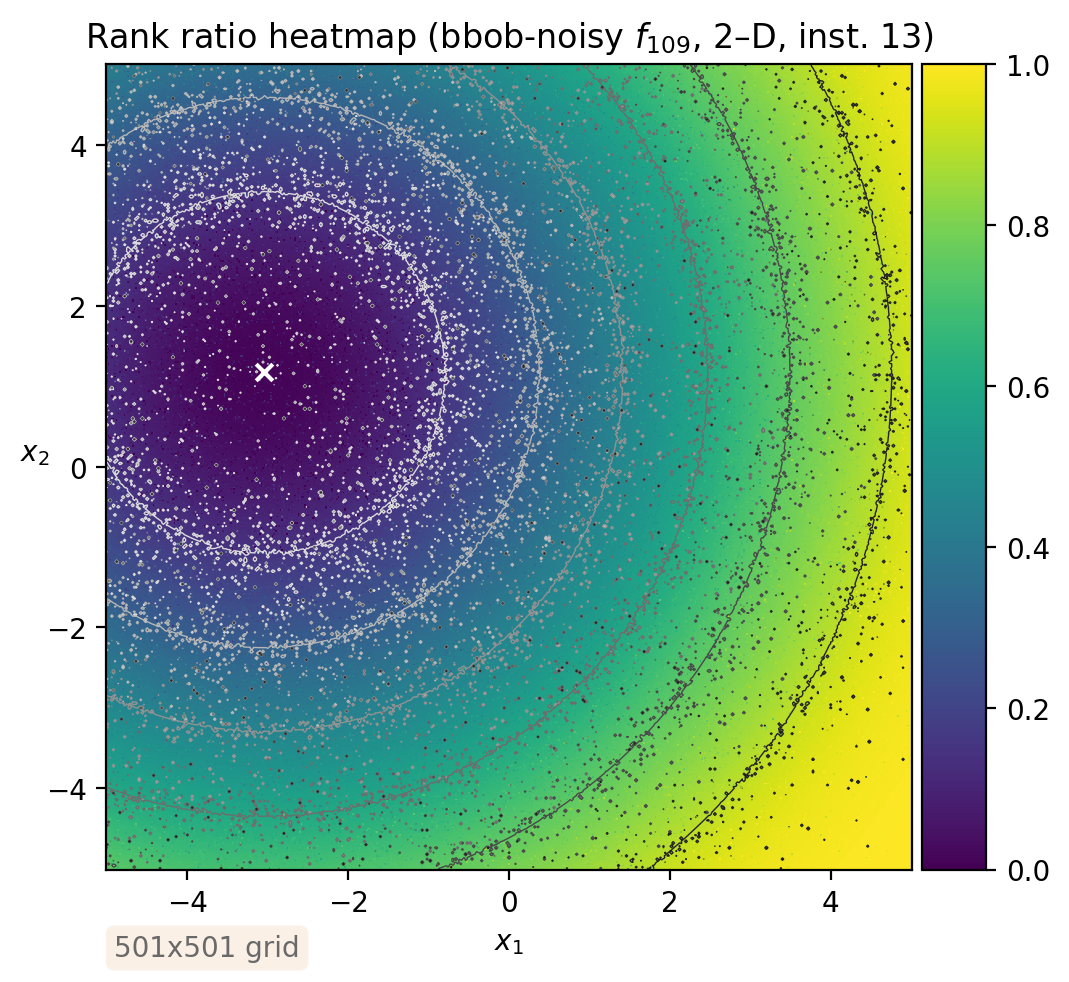 Rank ratio heatmap (bbob-noisy f₁₀₉, 2–D, inst. 13)
1.0
0.8
0.6
0.4
0.2
0.0
4
2
0
−2
−4
x₂
−4 −2 0 2 4
x₁
501x501 grid